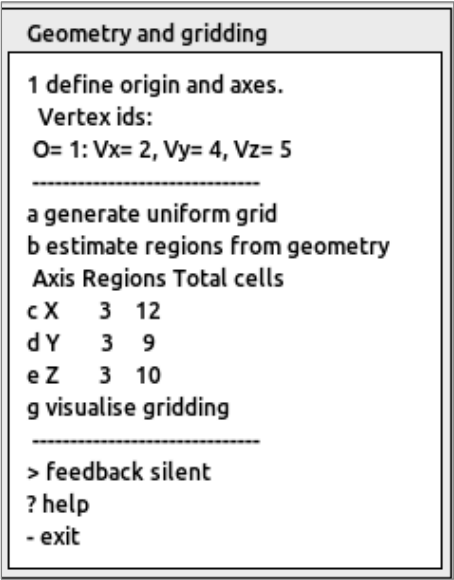 Geometry and gridding
1 define origin and axes.
Vertex ids:
O= 1: Vx= 2, Vy= 4, Vz= 5
------------------------------
a generate uniform grid
b estimate regions from geometry
Axis Regions Total cells
c X 3 12
d Y 3 9
e Z 3 10
g visualise gridding
------------------------------
> feedback silent
? help
- exit